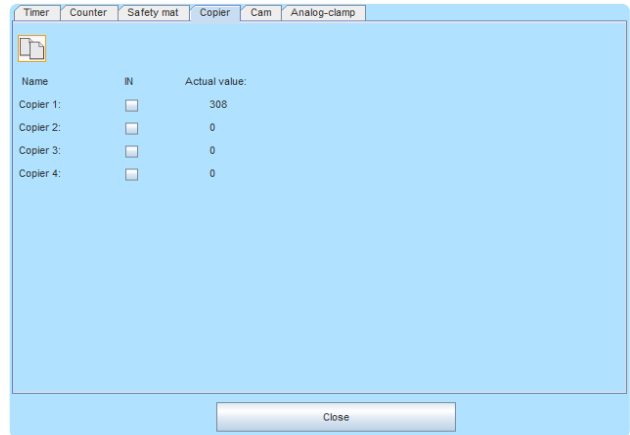 Timer Counter Safety mat Copier Cam Analog-clamp
Name IN Actual value:
Copier 1: 308
Copier 2: 0
Copier 3: 0
Copier 4: 0
Close